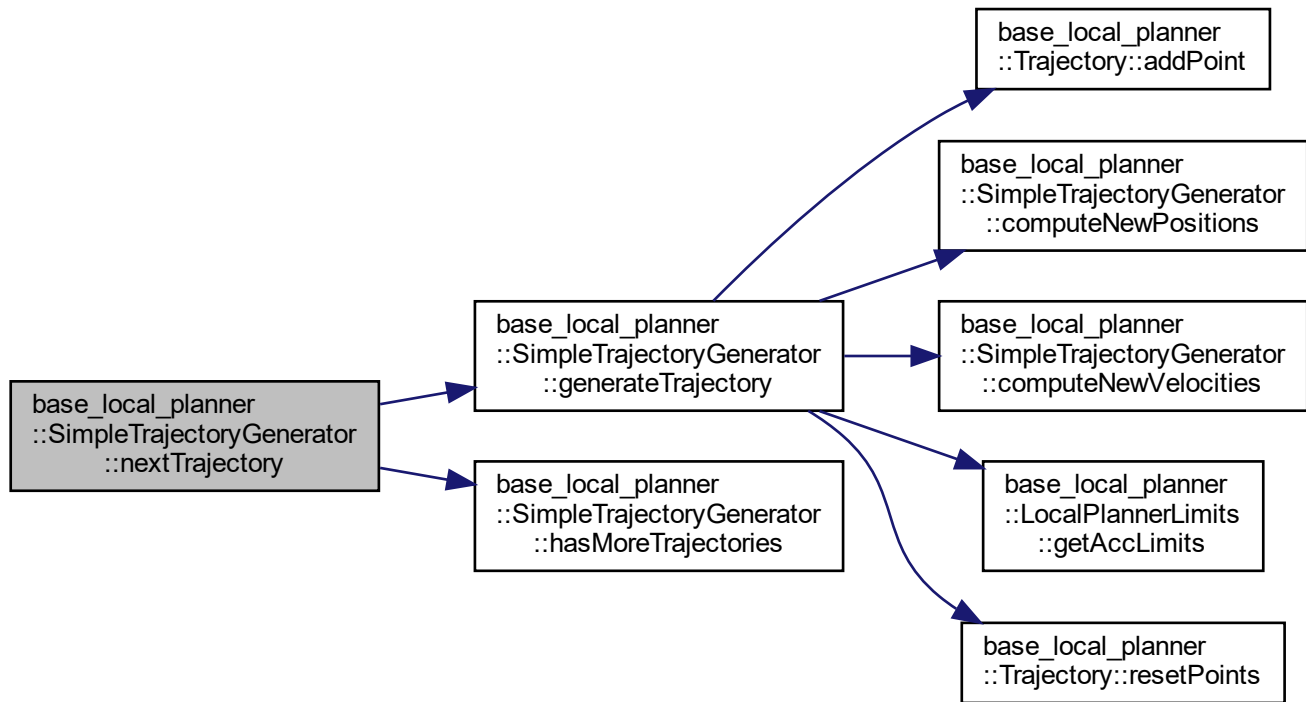 base_local_planner
::Trajectory::addPoint
base_local_planner
::SimpleTrajectoryGenerator
::computeNewPositions
base_local_planner
::SimpleTrajectoryGenerator
::generateTrajectory
base_local_planner
::SimpleTrajectoryGenerator
::computeNewVelocities
base_local_planner
::SimpleTrajectoryGenerator
::nextTrajectory
base_local_planner
::SimpleTrajectoryGenerator
::hasMoreTrajectories
base_local_planner
::LocalPlannerLimits
::getAccLimits
base_local_planner
::Trajectory::resetPoints